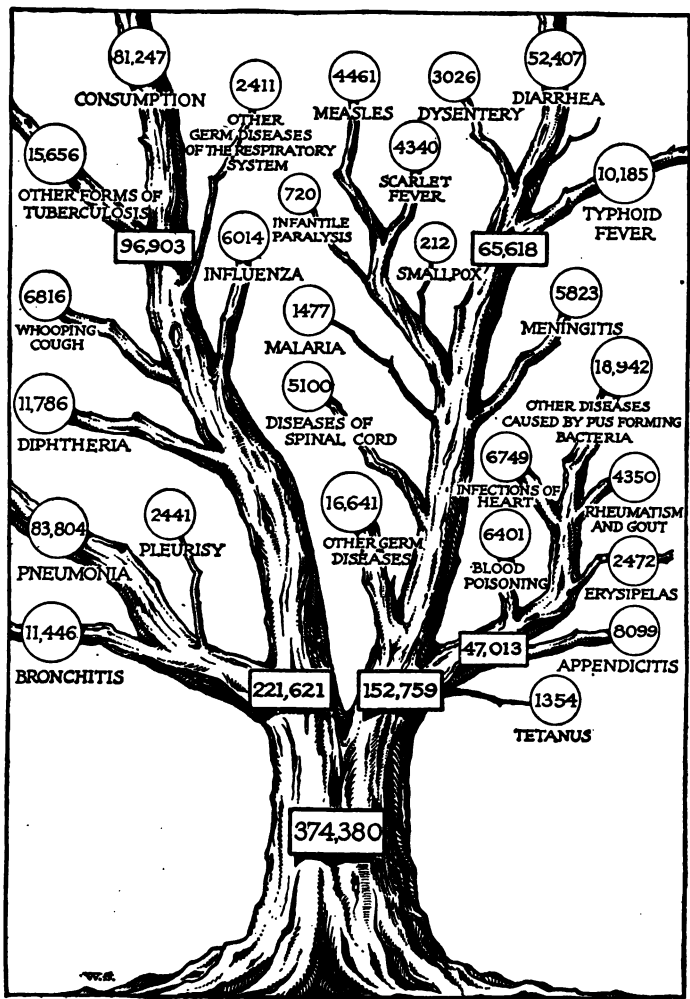 81,247
CONSUMPTION
2411
OTHER
GERM DISEASES
OF THE RESPIRATORY
SYSTEM
4461
MEASLES
3026
DYSENTERY
52,407
DIARRHEA
15,656
OTHER FORMS OF
TUBERCULOSIS
4340
SCARLET
FEVER
10,185
TYPHOID
FEVER
96,903
720
INFANTILE
PARALYSIS
6014
INFLUENZA
212
SMALLPOX
65,618
6816
WHOOPING
COUGH
1477
MALARIA
5823
MENINGITIS
11,786
DIPHTHERIA
5100
DISEASES OF
SPINAL CORD
18,942
OTHER DISEASES
CAUSED BY PUS FORMING
BACTERIA
6749
INFECTIONS OF
HEART
4350
RHEUMATISM
AND GOUT
83,804
PNEUMONIA
2441
PLEURISY
16,641
OTHER GERM
DISEASES
6401
BLOOD
POISONING
2472
ERYSIPELAS
11,446
BRONCHITIS
47,013
8099
APPENDICITIS
221,621
152,759
1354
TETANUS
374,380